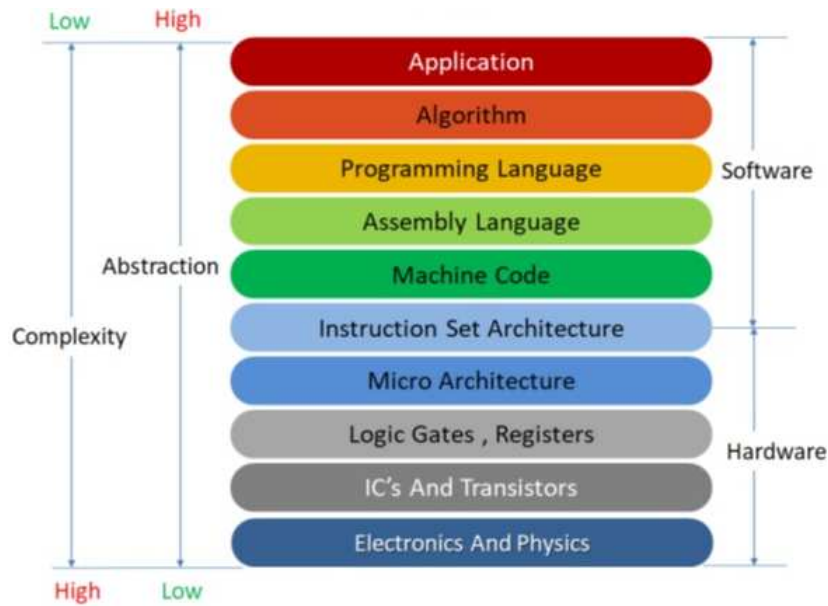 Low High
Application
Algorithm
Programming Language
Software
Assembly Language
Abstraction
Machine Code
Complexity
Instruction Set Architecture
Micro Architecture
Logic Gates , Registers
Hardware
IC's And Transistors
Electronics And Physics
High Low